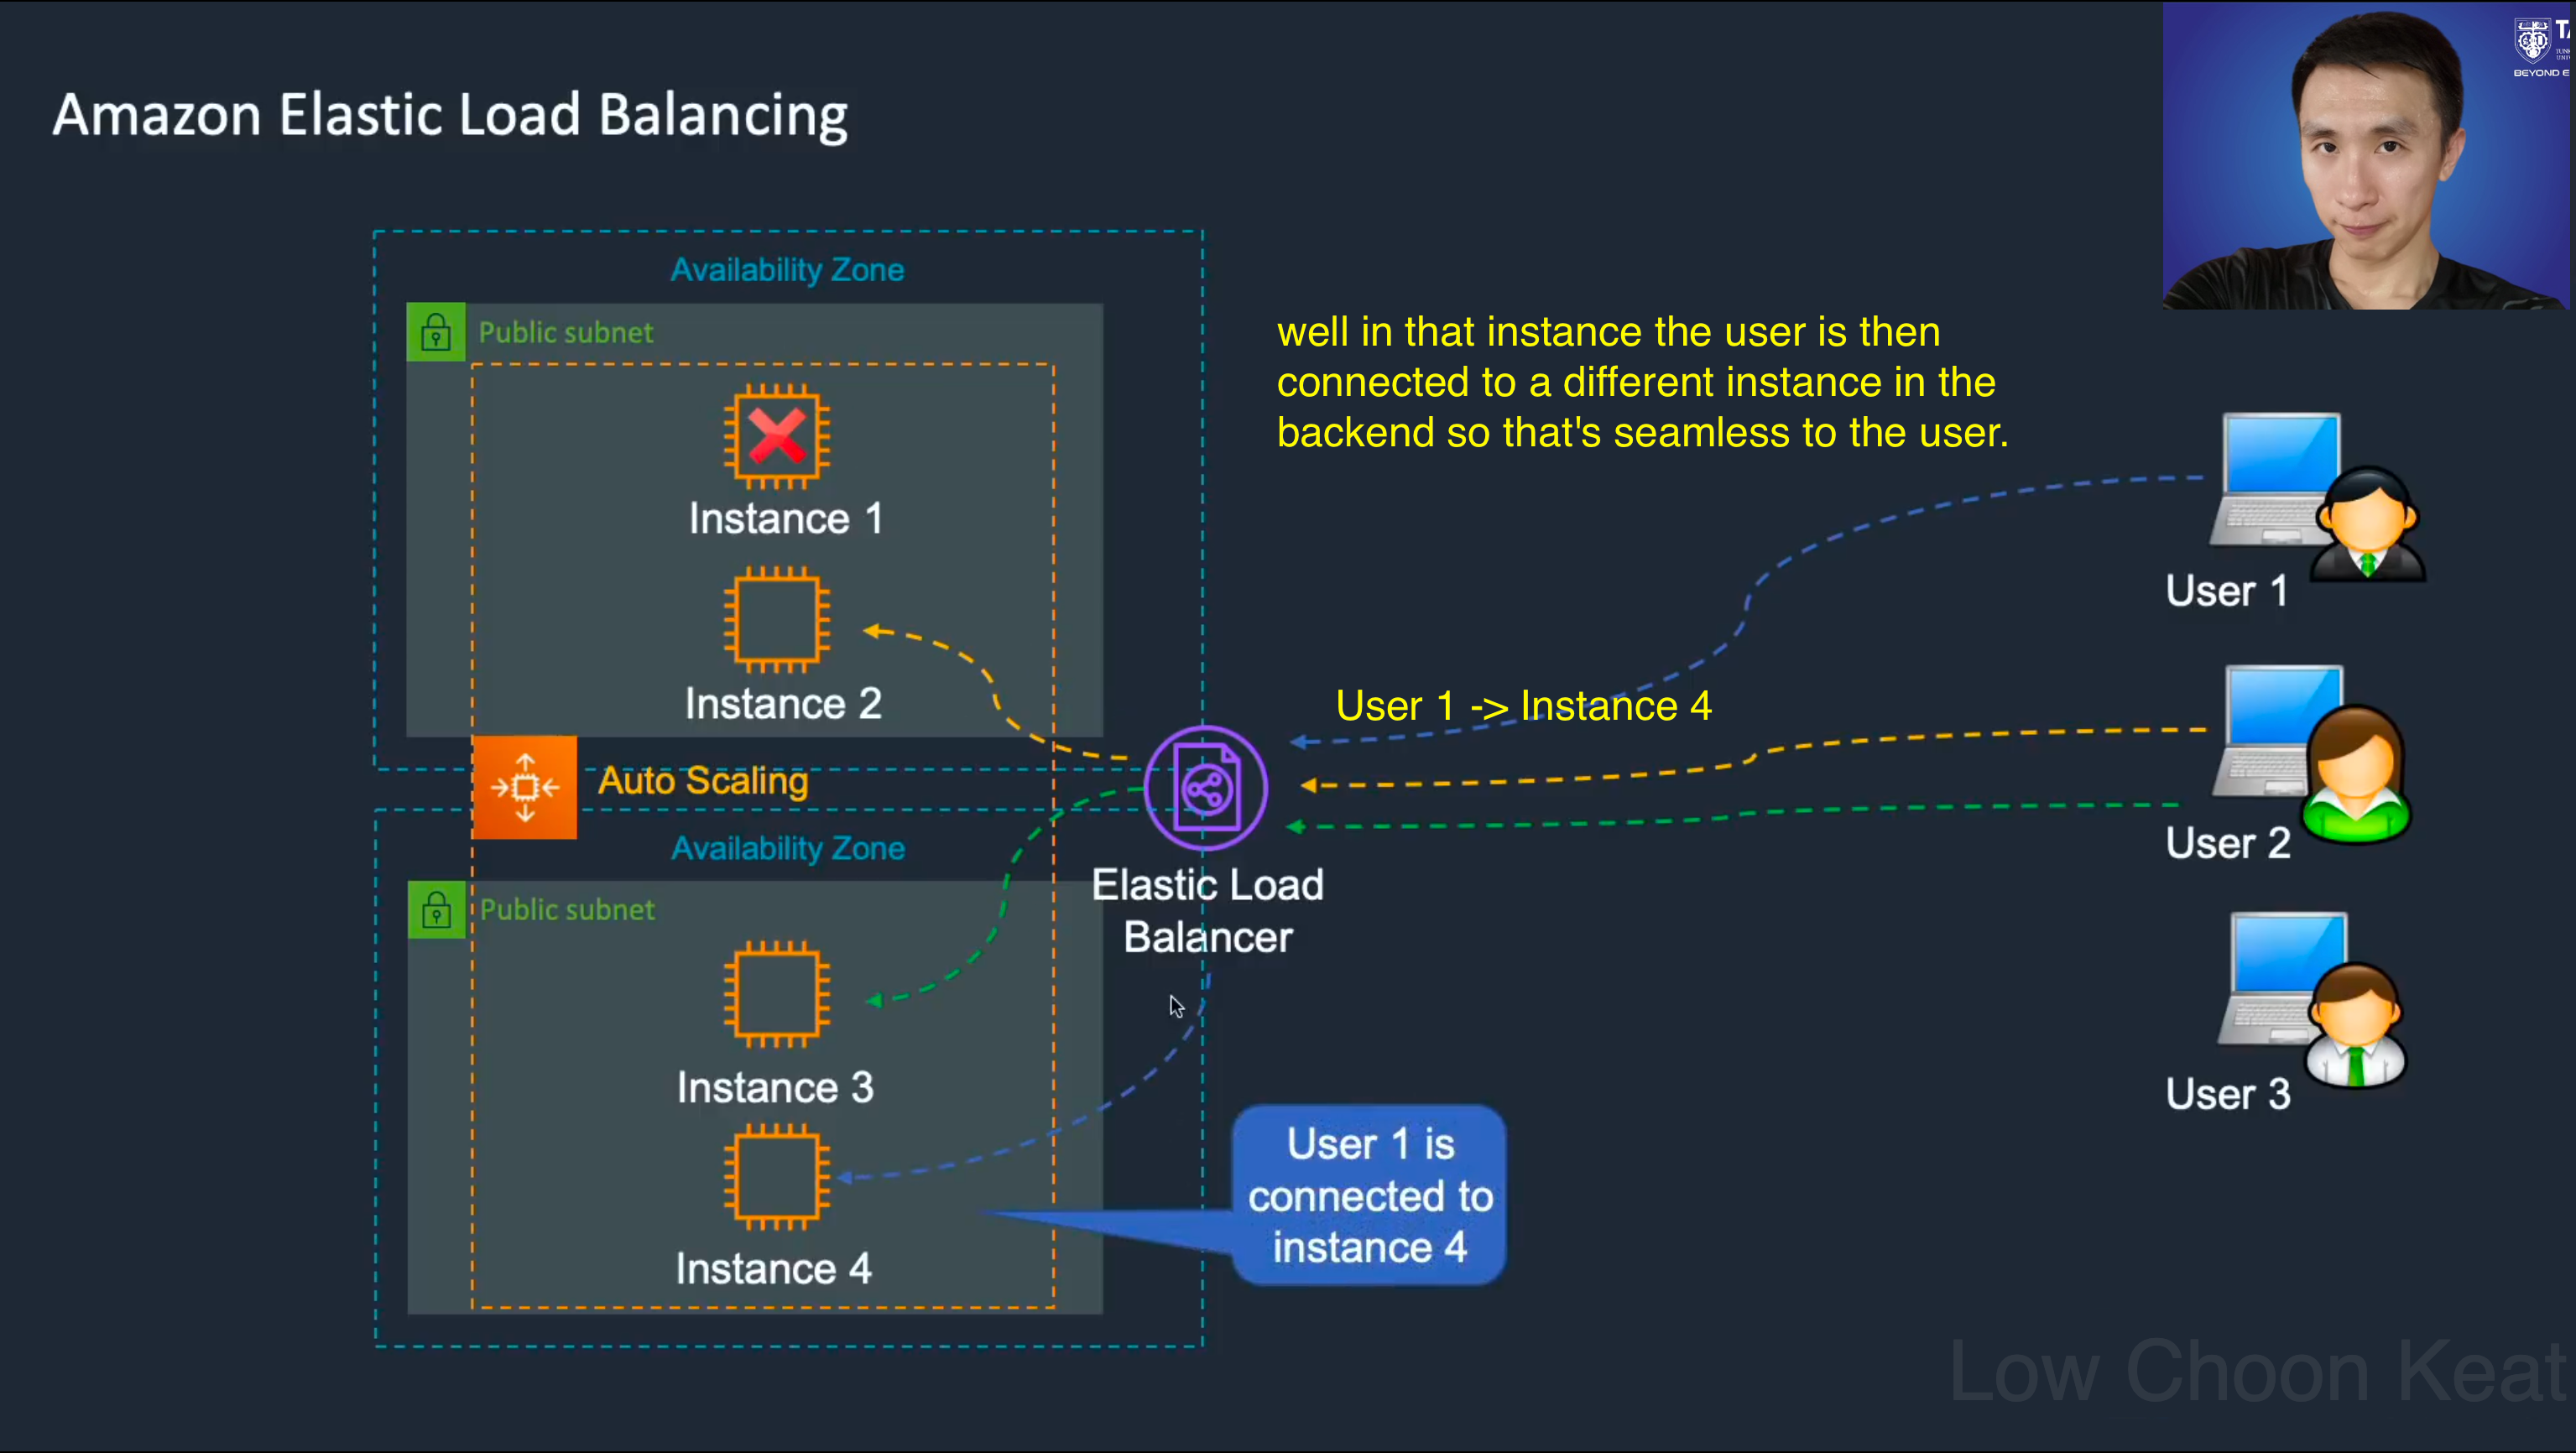 Amazon Elastic Load Balancing
BEYOND E
Availability Zone
Public subnet
well in that instance the user is then
connected to a different instance in the
backend so that's seamless to the user.
Instance 1
User 1
Instance 2
User 1 -> Instance 4
Auto Scaling
User 2
Availability Zone
Elastic Load
Balancer
Public subnet
Instance 3
User 3
User 1 is
connected to
instance 4
Instance 4
Low Choon Keat